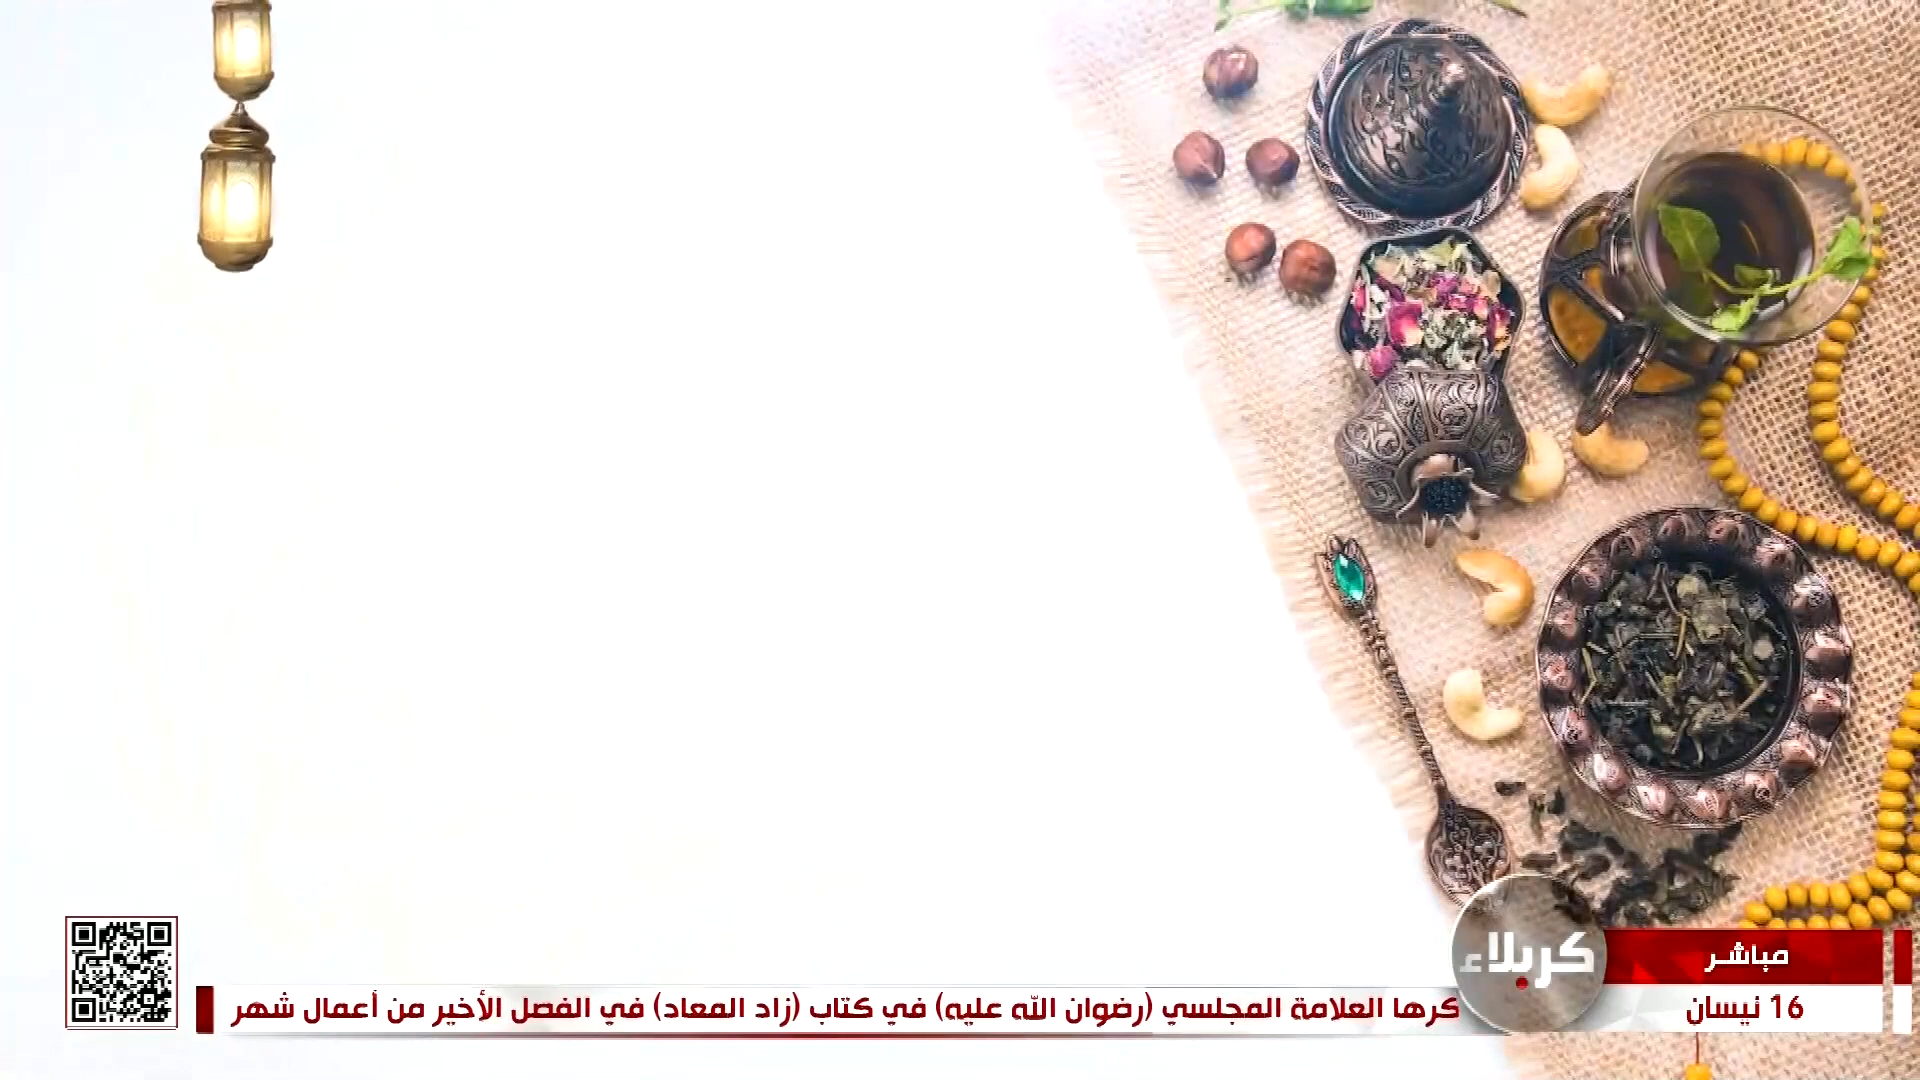 مباشر
كربلاء
16 نيسان
كرها العلامة المجلسي (رضوان الله عليه) في كتاب (زاد المعاد) في الفصل الأخير من أعمال شهر